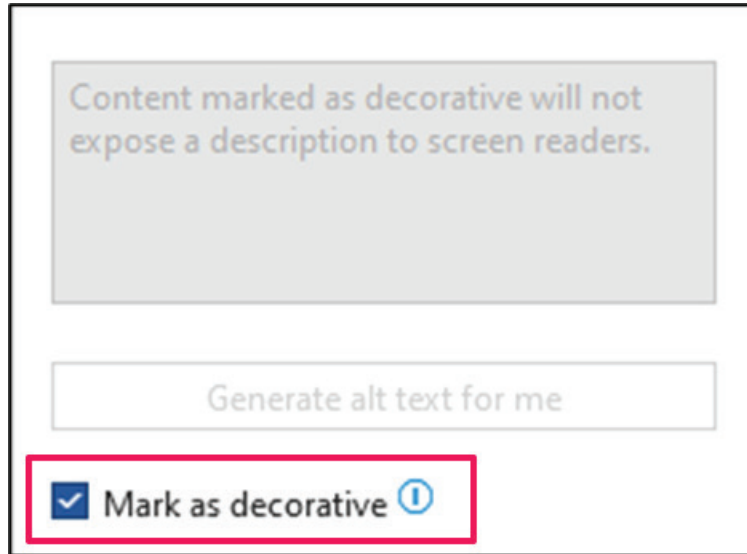 Content marked as decorative will not
expose a description to screen readers.
Generate alt text for me
Mark as decorative